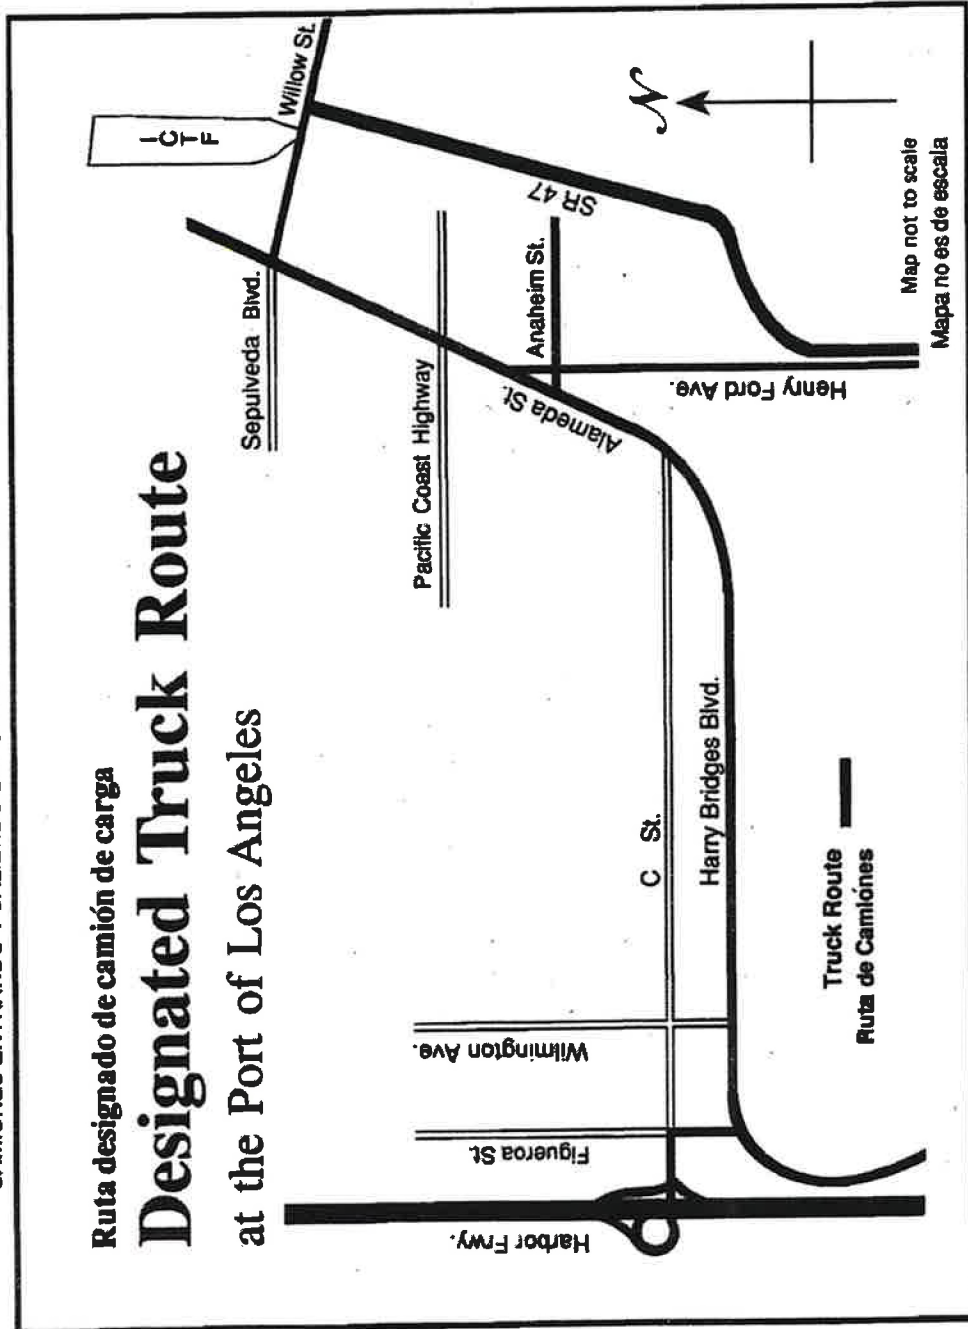 Ruta designado de camión de carga
Designated Truck Route
at the Port of Los Angeles
I
C
T
F
Willow St.
Sepulveda Blvd.
Pacific Coast Highway
SR 47
Anaheim St.
Alameda St.
Henry Ford Ave.
N
Harbor Frwy.
Figueroa St.
Wilmington Ave.
C St.
Harry Bridges Blvd.
Truck Route
Ruta de Camiónes
Map not to scale
Mapa no es de escala